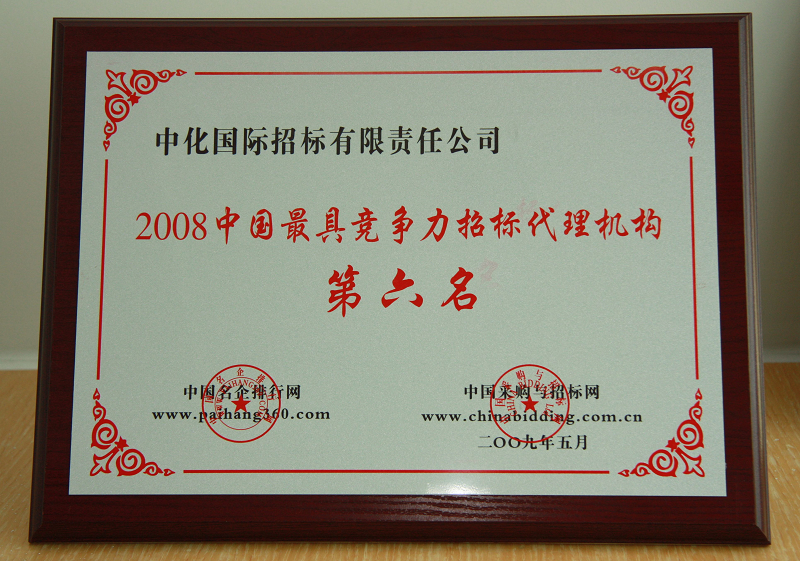 中化国际招标有限责任公司
2008中国最具竞争力招标代理机构
第六名
中国名企排行网
www.paihang360.com
中国采购与招标网
www.chinabidding.com.cn
二〇〇九年五月